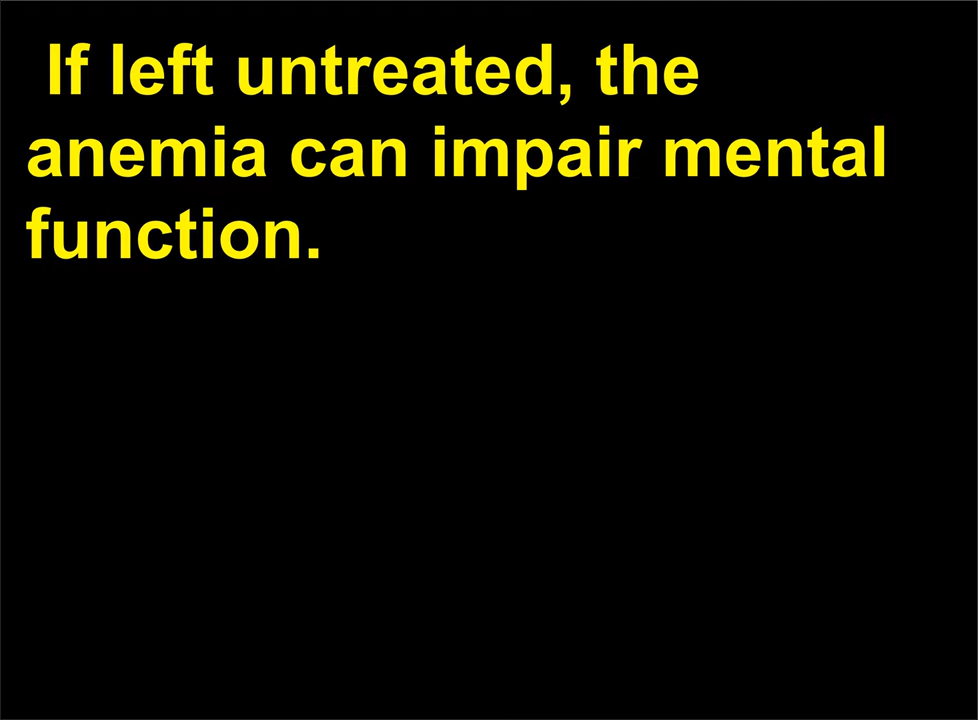 If left untreated, the
anemia can impair mental
function.